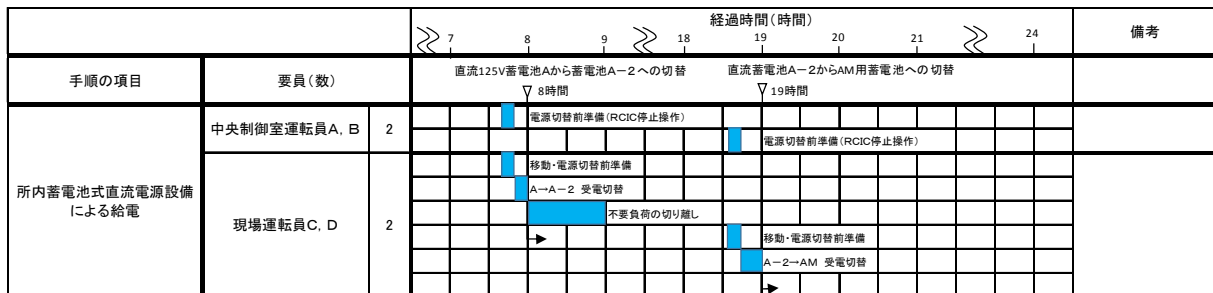 経過時間(時間)
備考
7 8 9 18 19 20 21 24
手順の項目
要員(数)
直流125V蓄電池Aから蓄電池A-2への切替
直流蓄電池A-2からAM用蓄電池への切替
8時間
19時間
所内蓄電池式直流電源設備
による給電
中央制御室運転員A, B
2
電源切替前準備(RCIC停止操作)
電源切替前準備(RCIC停止操作)
現場運転員C, D
2
移動・電源切替前準備
A→A-2 受電切替
不要負荷の切り離し
移動・電源切替前準備
A-2→AM 受電切替